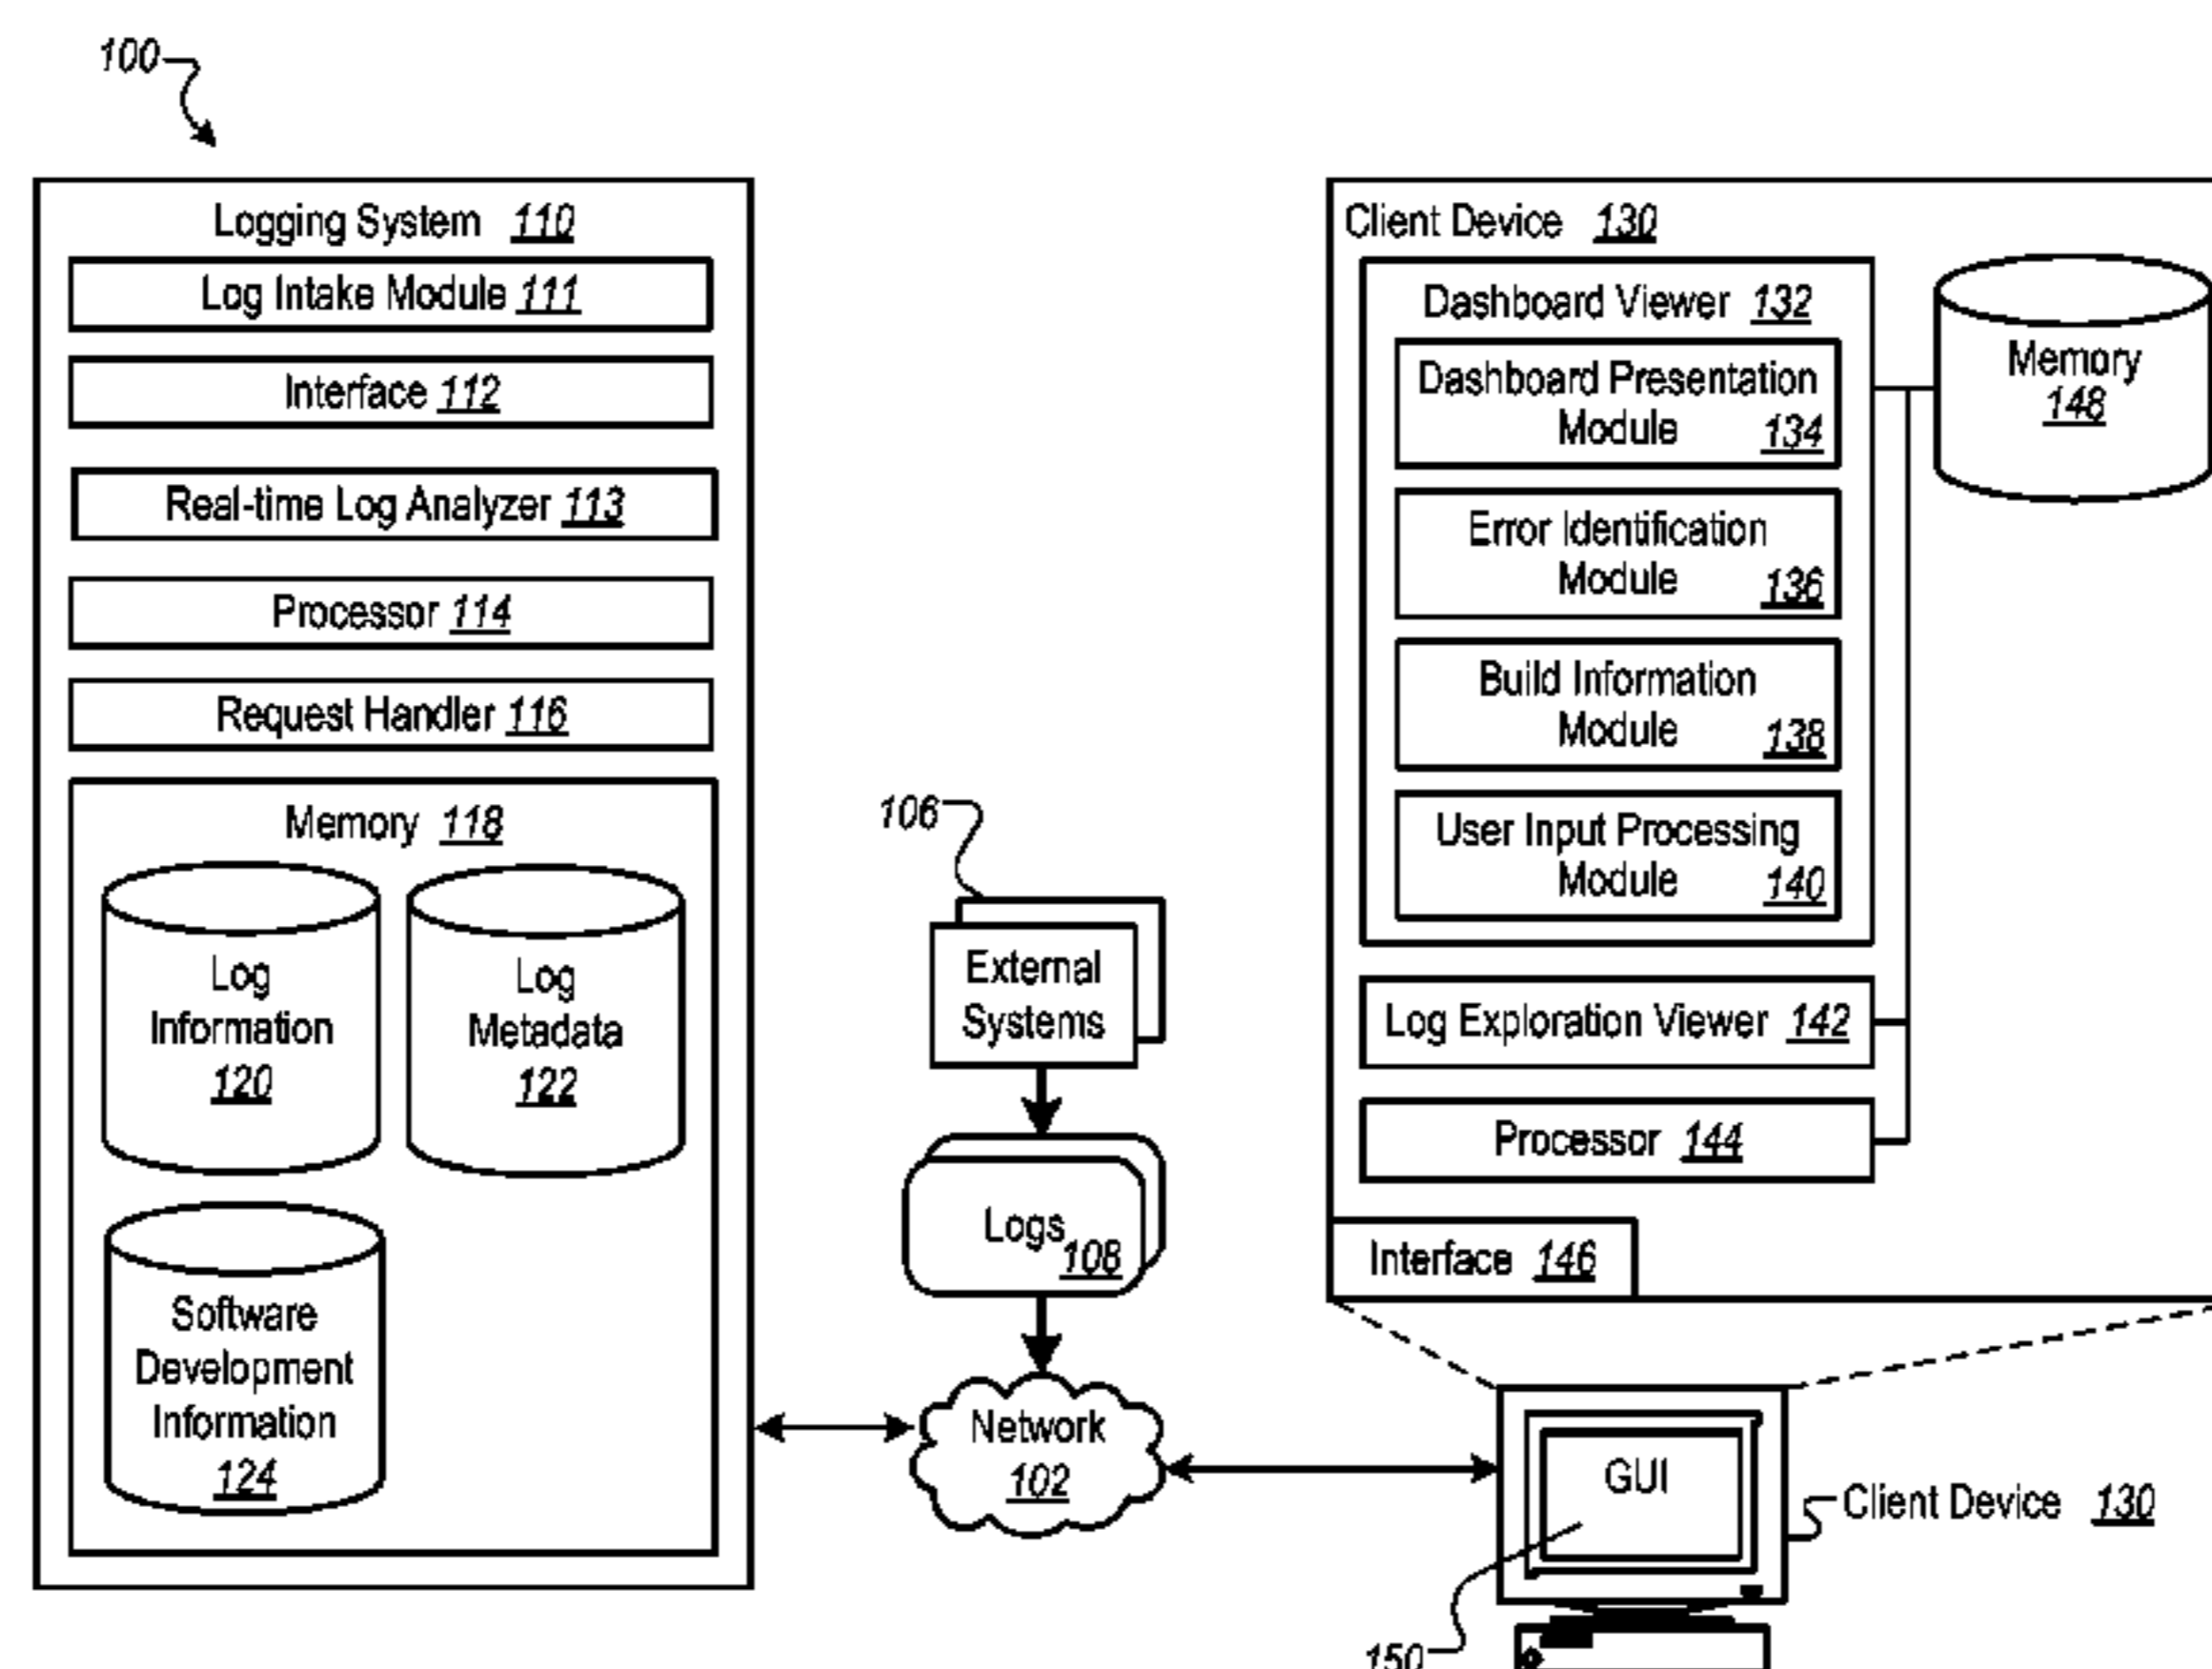 100
Logging System 110
Log Intake Module 111
Interface 112
Real-time Log Analyzer 113
Processor 114
Request Handler 116
Memory 118
Log
Information
120
Log
Metadata
122
Software
Development
Information
124
106
External
Systems
Logs
108
Network
102
Client Device 130
Dashboard Viewer 132
Dashboard Presentation
Module 134
Error Identification
Module 136
Build Information
Module 138
User Input Processing
Module 140
Memory
148
Log Exploration Viewer 142
Processor 144
Interface 146
GUI
Client Device 130
150